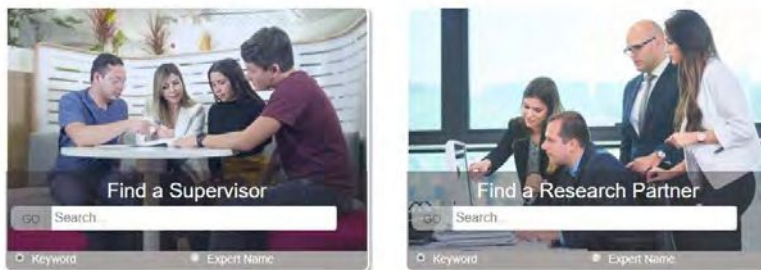 Find a Supervisor
GO Search...
Keyword Expert Name
Find a Research Partner
GO Search...
Keyword Expert Name